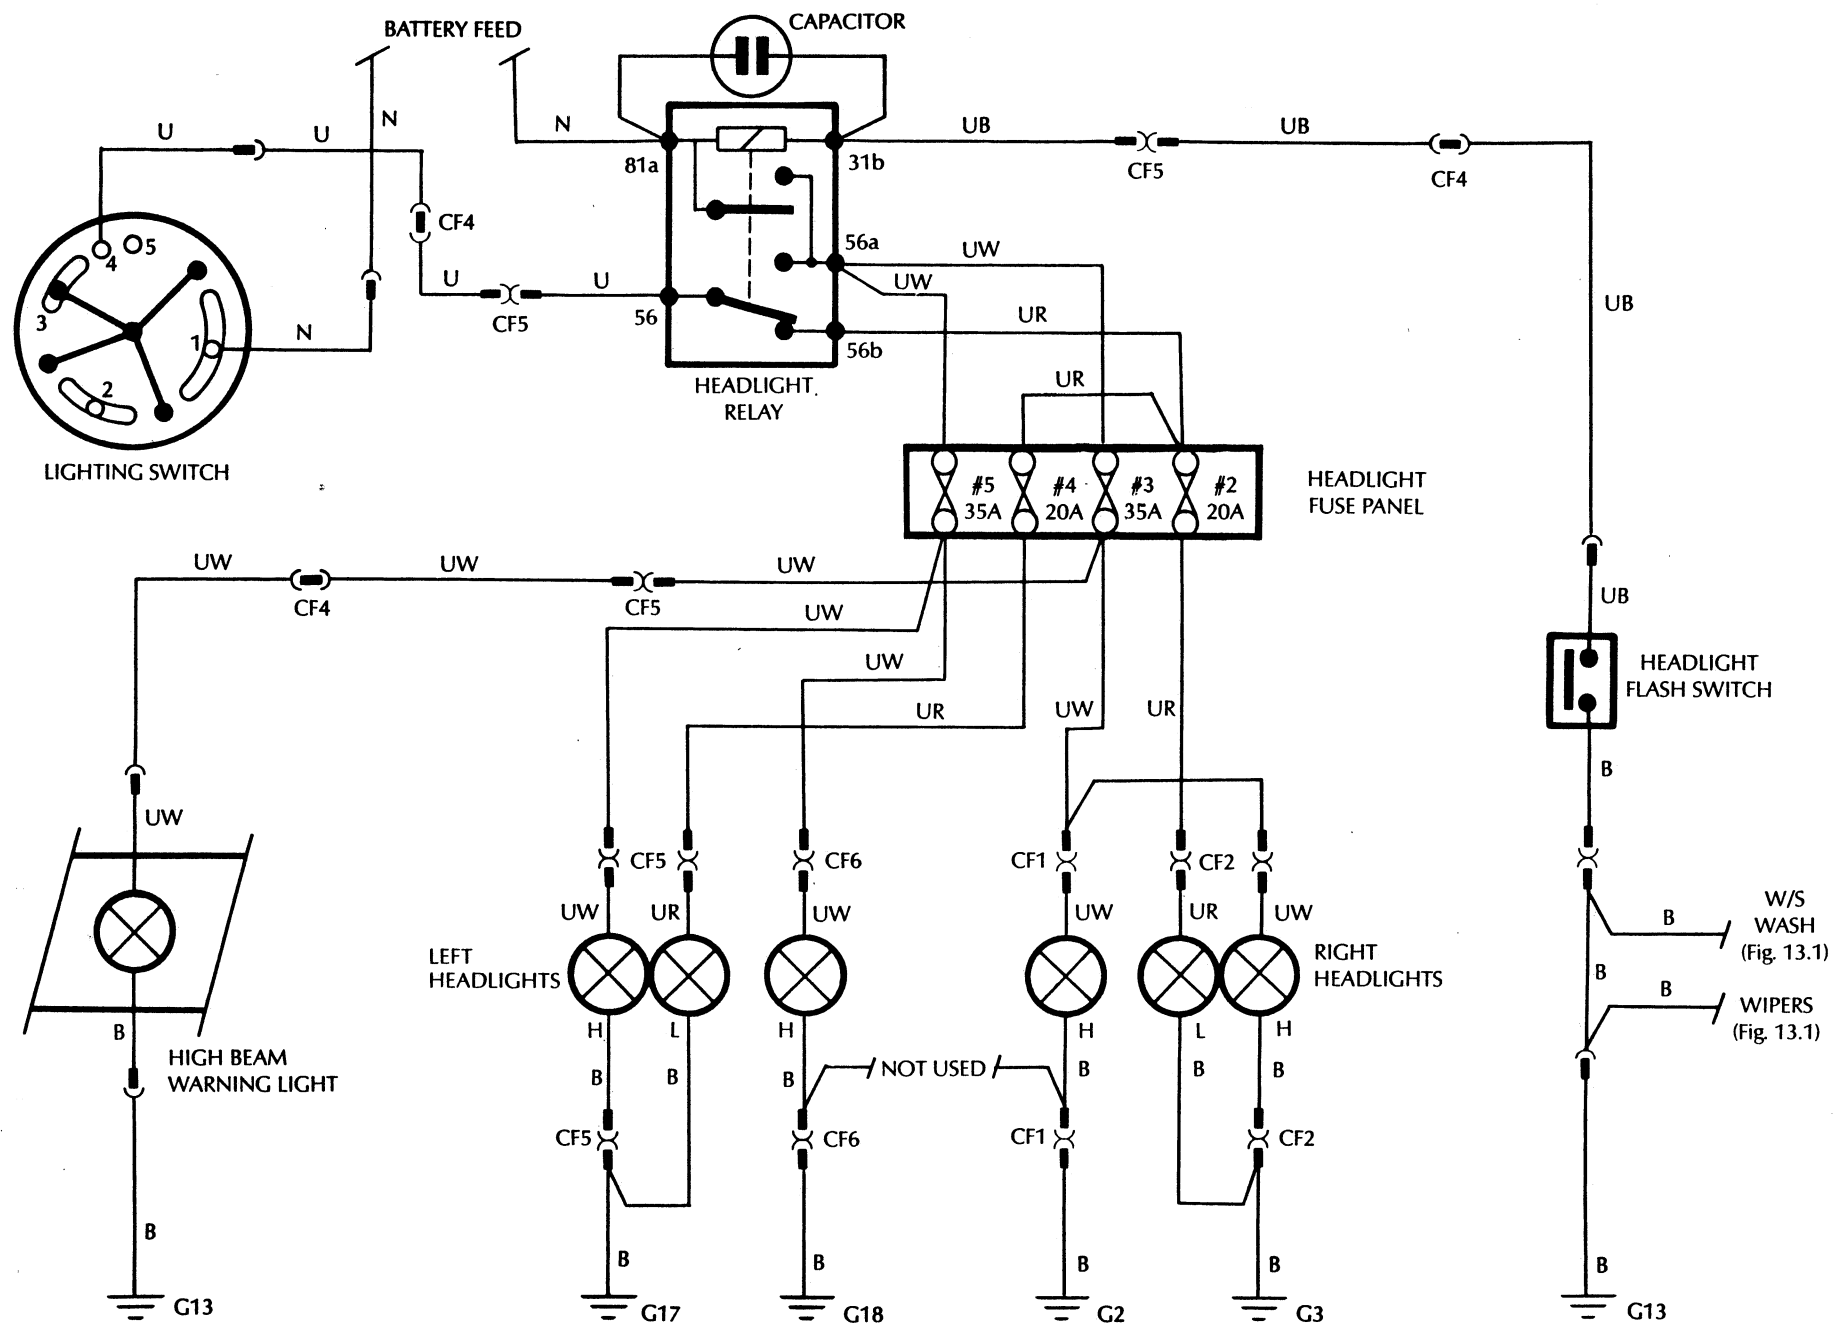 BATTERY FEED
CAPACITOR
U
U
N
N
81a
31b
UB
CF5
UB
CF4
CF4
5
4
3
1
2
N
U
CF5
U
56
56a
UW
UW
UR
56b
UB
HEADLIGHT
RELAY
LIGHTING SWITCH
UR
#5
35A
#4
20A
#3
35A
#2
20A
HEADLIGHT
FUSE PANEL
UW
CF4
UW
CF5
UW
UW
UW
UR
UW
UR
UB
HEADLIGHT
FLASH SWITCH
B
UW
CF5
CF6
CF1
CF2
UW
UR
UW
UW
UR
UW
LEFT
HEADLIGHTS
RIGHT
HEADLIGHTS
B
W/S
WASH
(Fig. 13.1)
B
B
WIPERS
(Fig. 13.1)
B
HIGH BEAM
WARNING LIGHT
H
L
H
H
L
H
B
B
B
NOT USED
B
B
B
CF5
CF6
CF1
CF2
B
B
B
B
B
B
G13
G17
G18
G2
G3
G13